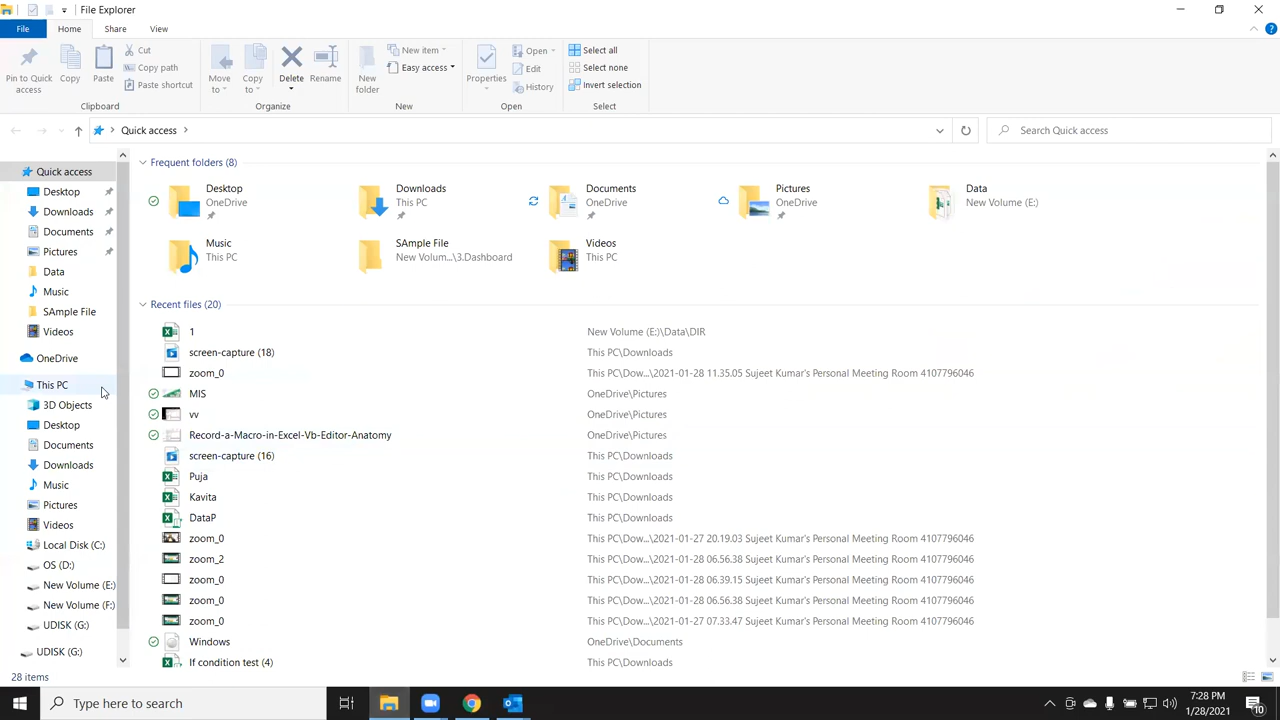 File Explorer
File Home Share View
Pin to Quick access
Copy
Paste
Cut
Copy path
Paste shortcut
Clipboard
Move to
Copy to
Delete
Rename
Organize
New folder
New item
Easy access
New
Properties
Open
Edit
History
Open
Select all
Select none
Invert selection
Select
Quick access
Search Quick access
Quick access
Desktop
Downloads
Documents
Pictures
Data
Music
SAmple File
Videos
OneDrive
This PC
3D Objects
Desktop
Documents
Downloads
Music
Pictures
Videos
Local Disk (C:)
OS (D:)
New Volume (E:)
New Volume (F:)
UDISK (G:)
UDISK (G:)
Frequent folders (8)
Desktop
OneDrive
Downloads
This PC
Documents
OneDrive
Pictures
OneDrive
Data
New Volume (E:)
Music
This PC
SAmple File
New Volum...\3.Dashboard
Videos
This PC
Recent files (20)
1 New Volume (E:)\Data\DIR
screen-capture (18) This PC\Downloads
zoom_0 This PC\Dow...\2021-01-28 11.35.05 Sujeet Kumar's Personal Meeting Room 4107796046
MIS OneDrive\Pictures
vv OneDrive\Pictures
Record-a-Macro-in-Excel-Vb-Editor-Anatomy OneDrive\Pictures
screen-capture (16) This PC\Downloads
Puja This PC\Downloads
Kavita This PC\Downloads
DataP This PC\Downloads
zoom_0 This PC\Dow...\2021-01-27 20.19.03 Sujeet Kumar's Personal Meeting Room 4107796046
zoom_2 This PC\Dow...\2021-01-28 06.56.38 Sujeet Kumar's Personal Meeting Room 4107796046
zoom_0 This PC\Dow...\2021-01-28 06.39.15 Sujeet Kumar's Personal Meeting Room 4107796046
zoom_0 This PC\Dow...\2021-01-28 06.56.38 Sujeet Kumar's Personal Meeting Room 4107796046
zoom_0 This PC\Dow...\2021-01-27 07.33.47 Sujeet Kumar's Personal Meeting Room 4107796046
Windows OneDrive\Documents
If condition test (4) This PC\Downloads
28 items
Type here to search
7:28 PM
1/28/2021
10